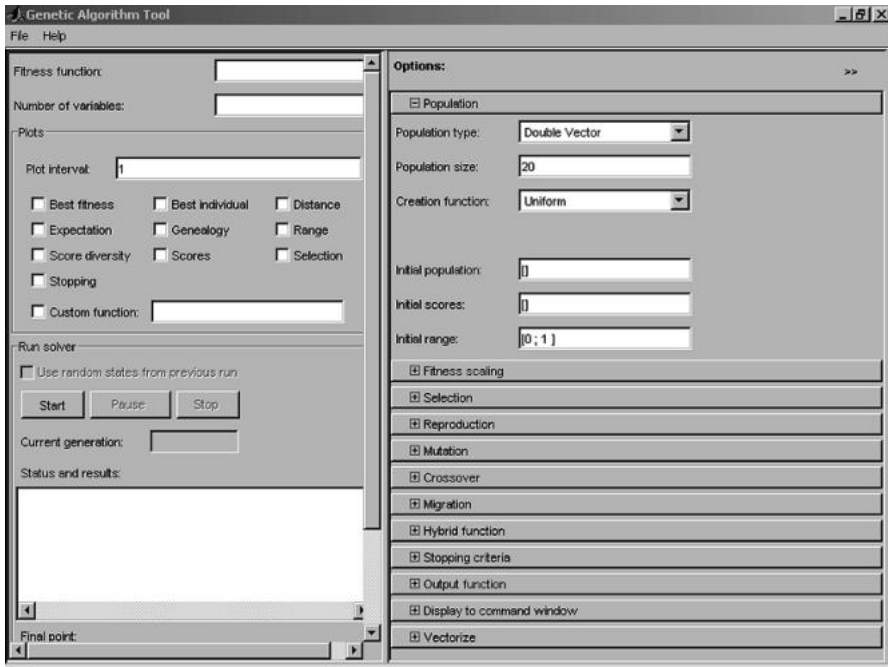 Genetic Algorithm Tool
File Help
Fitness function:
Number of variables:
Plots
Plot interval: 1
Best fitness Best individual Distance
Expectation Genealogy Range
Score diversity Scores Selection
Stopping
Custom function:
Run solver
Use random states from previous run
Start Pause Stop
Current generation:
Status and results:
Final point:
Options:
>>
Population
Population type: Double Vector
Population size: 20
Creation function: Uniform
Initial population: []
Initial scores: []
Initial range: [0 ; 1 ]
Fitness scaling
Selection
Reproduction
Mutation
Crossover
Migration
Hybrid function
Stopping criteria
Output function
Display to command window
Vectorize